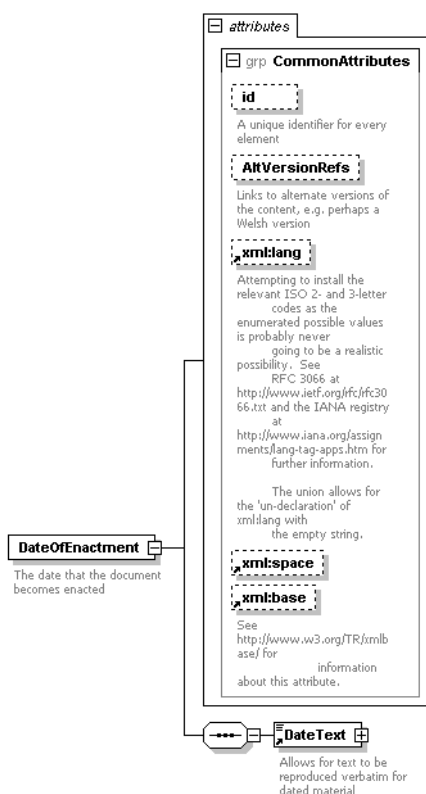 attributes
grp CommonAttributes
id
A unique identifier for every
element
AltVersionRefs
Links to alternate versions of
the content, e.g. perhaps a
Welsh version
xml:lang
Attempting to install the
relevant ISO 2- and 3-letter
codes as the
enumerated possible values
is probably never
going to be a realistic
possibility. See
RFC 3066 at
http://www.ietf.org/rfc/rfc30
66.txt and the IANA registry
at
http://www.iana.org/assign
ments/lang-tag-apps.htm for
further information.
The union allows for
the 'un-declaration' of
xml:lang with
the empty string.
DateOfEnactment
The date that the document
becomes enacted
xml:space
xml:base
See
http://www.w3.org/TR/xmlb
ase/ for
information
about this attribute.
DateText
Allows for text to be
reproduced verbatim for
dated material